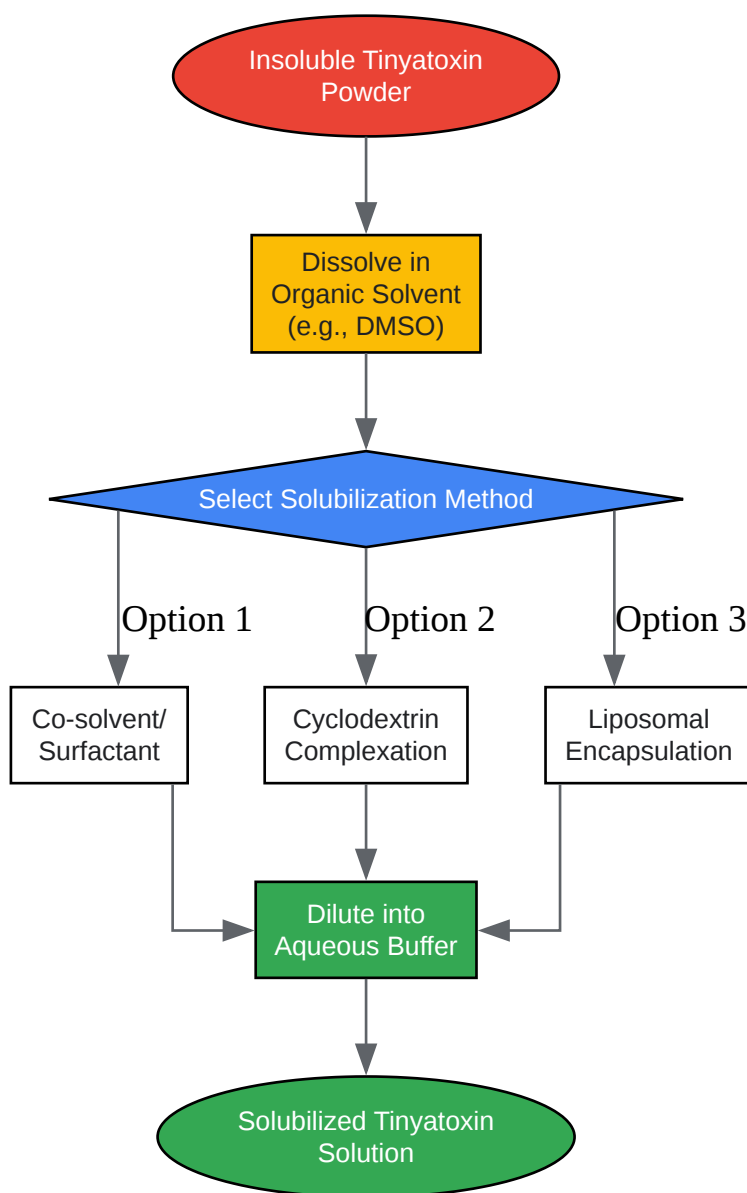 Insoluble Tinyatoxin
Powder
Dissolve in
Organic Solvent
(e.g., DMSO)
Select Solubilization Method
Option 1
Option 2
Option 3
Co-solvent/
Surfactant
Cyclodextrin
Complexation
Liposomal
Encapsulation
Dilute into
Aqueous Buffer
Solubilized Tinyatoxin
Solution